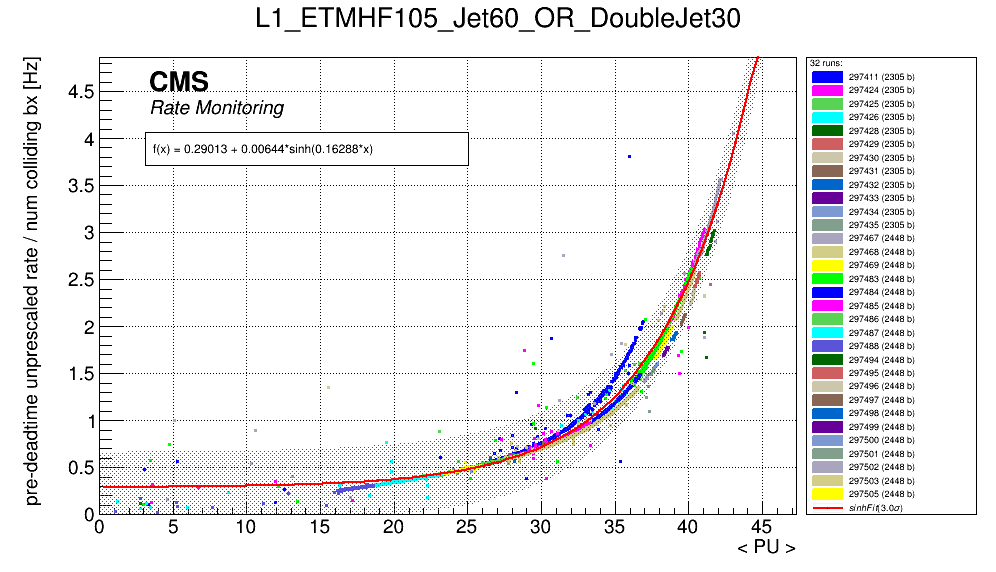 L1_ETMHF105_Jet60_OR_DoubleJet30
pre-deadtime unprescaled rate / num colliding bx [Hz]
CMS
Rate Monitoring
f(x) = 0.29013 + 0.00644*sinh(0.16288*x)
4.5
4
3.5
3
2.5
2
1.5
1
0.5
0
0
5
10
15
20
25
30
35
40
45
< PU >
32 runs:
297411 (2305 b)
297424 (2305 b)
297425 (2305 b)
297426 (2305 b)
297428 (2305 b)
297429 (2305 b)
297430 (2305 b)
297431 (2305 b)
297432 (2305 b)
297433 (2305 b)
297434 (2305 b)
297435 (2305 b)
297467 (2448 b)
297468 (2448 b)
297469 (2448 b)
297483 (2448 b)
297484 (2448 b)
297485 (2448 b)
297486 (2448 b)
297487 (2448 b)
297488 (2448 b)
297494 (2448 b)
297495 (2448 b)
297496 (2448 b)
297497 (2448 b)
297498 (2448 b)
297499 (2448 b)
297500 (2448 b)
297501 (2448 b)
297502 (2448 b)
297503 (2448 b)
297505 (2448 b)
sinhFit(3.0σ)